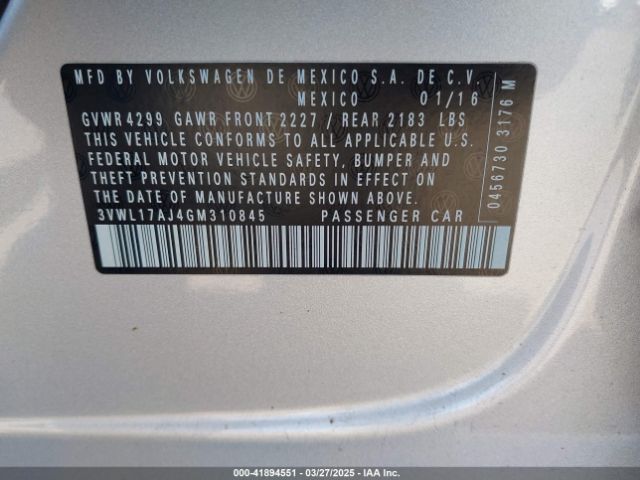 MFD BY VOLKSWAGEN DE MEXICO S.A. DE C.V.
MEXICO 01/16
GVWR 4299 GAWR FRONT 2227 / REAR 2183 LBS
THIS VEHICLE CONFORMS TO ALL APPLICABLE U.S.
FEDERAL MOTOR VEHICLE SAFETY, BUMPER AND
THEFT PREVENTION STANDARDS IN EFFECT ON
THE DATE OF MANUFACTURE SHOWN ABOVE.
3VWL17AJ4GM310845 PASSENGER CAR
0456730 3176 M
000-41894551 — 03/27/2025 — IAA Inc.